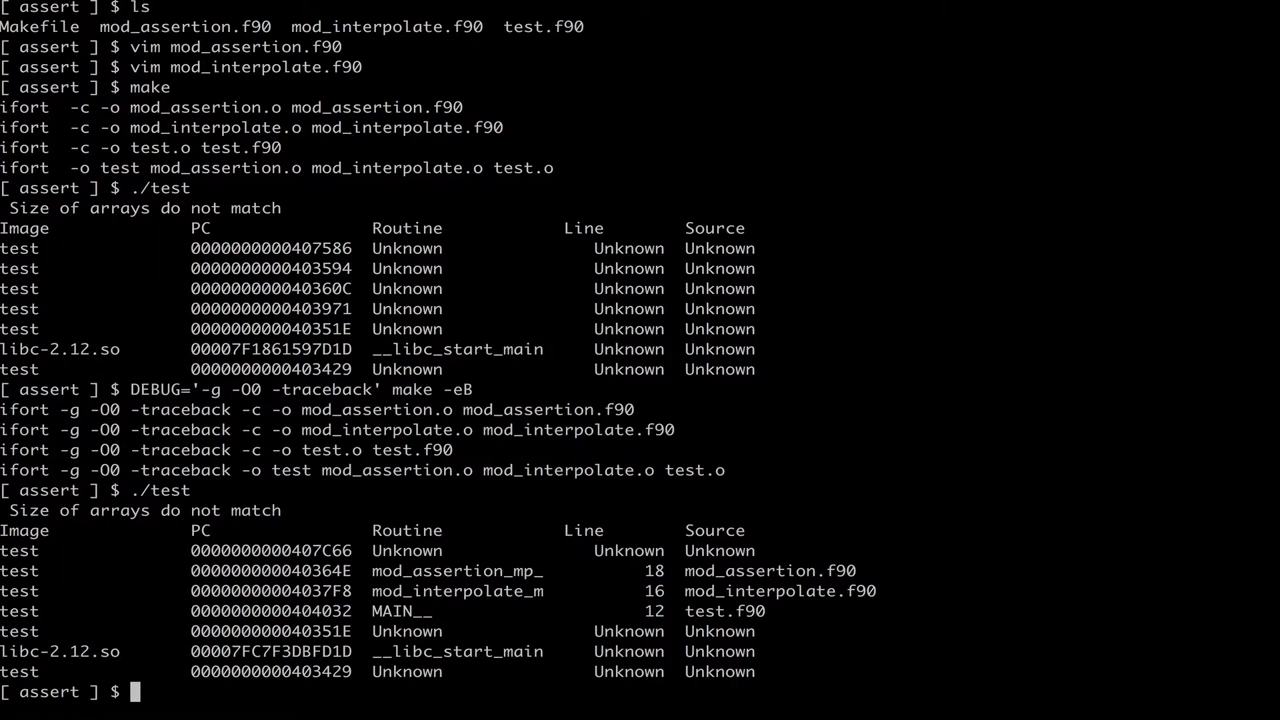 [ assert ] $ ls
Makefile  mod_assertion.f90  mod_interpolate.f90  test.f90
[ assert ] $ vim mod_assertion.f90
[ assert ] $ vim mod_interpolate.f90
[ assert ] $ make
ifort  -c -o mod_assertion.o mod_assertion.f90
ifort  -c -o mod_interpolate.o mod_interpolate.f90
ifort  -c -o test.o test.f90
ifort  -o test mod_assertion.o mod_interpolate.o test.o
[ assert ] $ ./test
 Size of arrays do not match
Image              PC                Routine            Line        Source
test               0000000000407586  Unknown               Unknown  Unknown
test               0000000000403594  Unknown               Unknown  Unknown
test               000000000040360C  Unknown               Unknown  Unknown
test               0000000000403971  Unknown               Unknown  Unknown
test               000000000040351E  Unknown               Unknown  Unknown
libc-2.12.so       00007F1861597D1D  __libc_start_main     Unknown  Unknown
test               0000000000403429  Unknown               Unknown  Unknown
[ assert ] $ DEBUG='-g -O0 -traceback' make -eB
ifort -g -O0 -traceback -c -o mod_assertion.o mod_assertion.f90
ifort -g -O0 -traceback -c -o mod_interpolate.o mod_interpolate.f90
ifort -g -O0 -traceback -c -o test.o test.f90
ifort -g -O0 -traceback -o test mod_assertion.o mod_interpolate.o test.o
[ assert ] $ ./test
 Size of arrays do not match
Image              PC                Routine            Line        Source
test               0000000000407C66  Unknown               Unknown  Unknown
test               000000000040364E  mod_assertion_mp_          18  mod_assertion.f90
test               00000000004037F8  mod_interpolate_m          16  mod_interpolate.f90
test               0000000000404032  MAIN__                     12  test.f90
test               000000000040351E  Unknown               Unknown  Unknown
libc-2.12.so       00007FC7F3DBFD1D  __libc_start_main     Unknown  Unknown
test               0000000000403429  Unknown               Unknown  Unknown
[ assert ] $